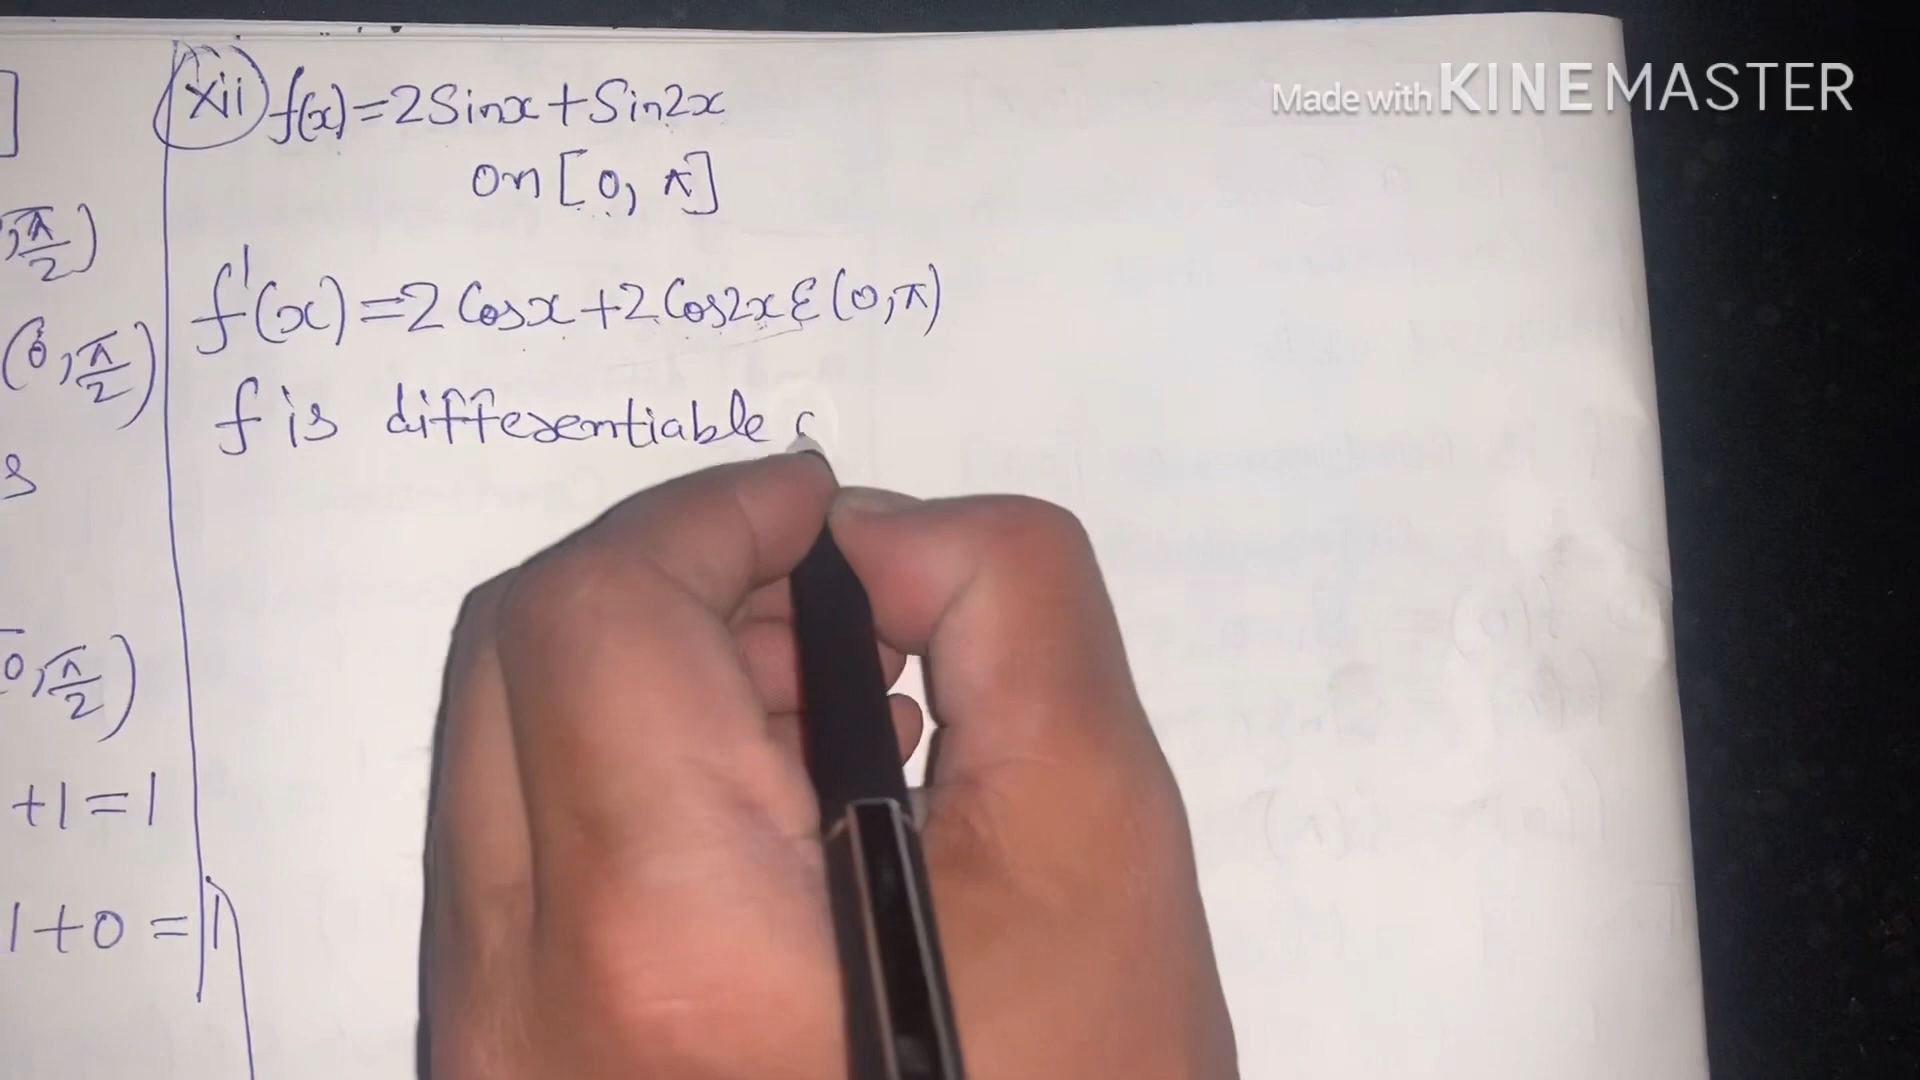 ]
, π/2)
(0, π/2)
s
0, π/2)
+1=1
1+0=1
xii f(x)=2Sinx+Sin2x
on [0, π]
f'(x)=2Cosx+2Cos2x ε (0,π)
f is differentiable
Made with KINEMASTER